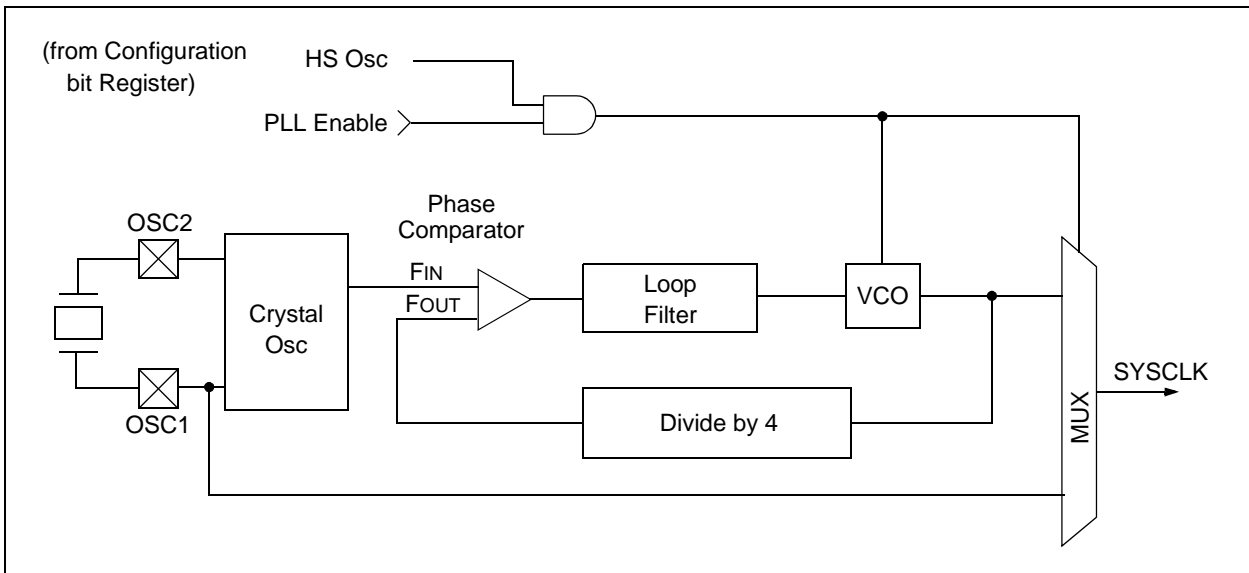 (from Configuration
bit Register)
HS Osc
PLL Enable
Phase
Comparator
OSC2
FIN
FOUT
Crystal
Osc
Loop
Filter
VCO
OSC1
Divide by 4
MUX
SYSCLK